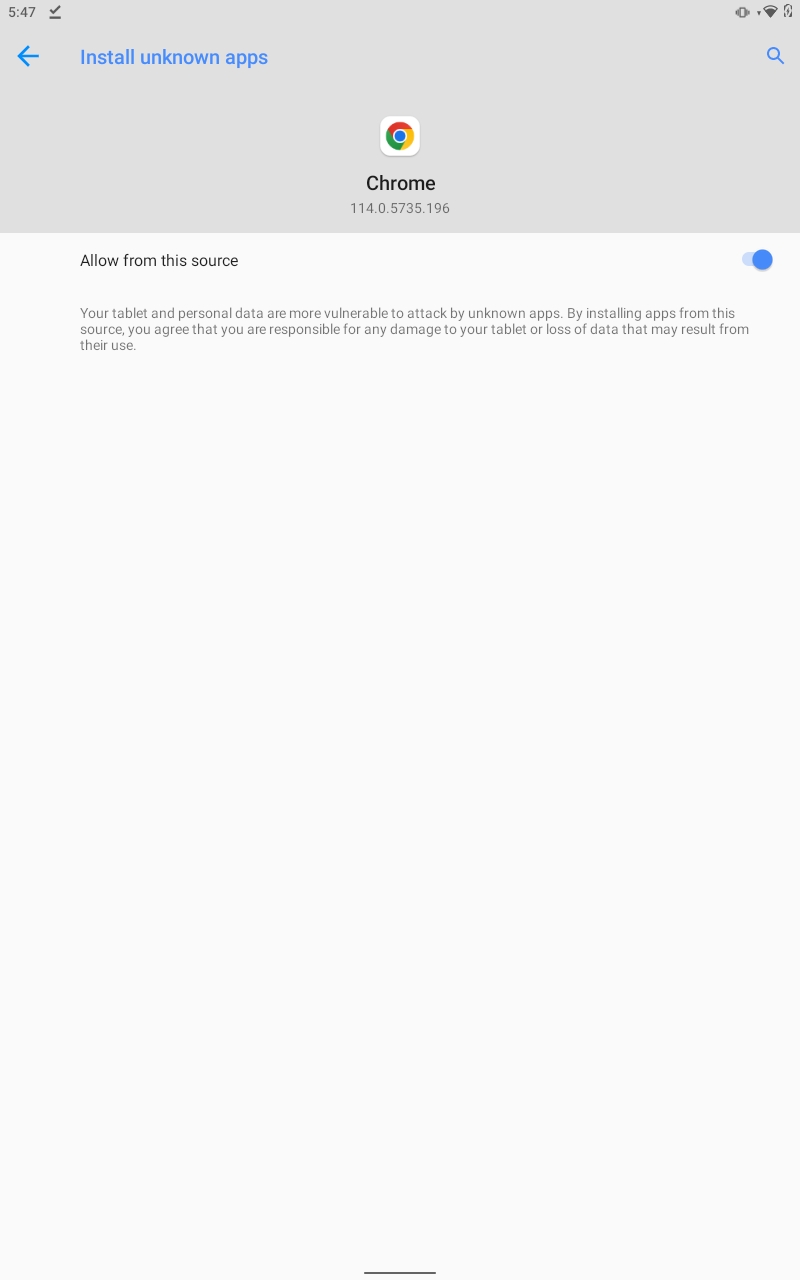 5:47
Install unknown apps
Chrome
114.0.5735.196
Allow from this source
Your tablet and personal data are more vulnerable to attack by unknown apps. By installing apps from this
source, you agree that you are responsible for any damage to your tablet or loss of data that may result from
their use.